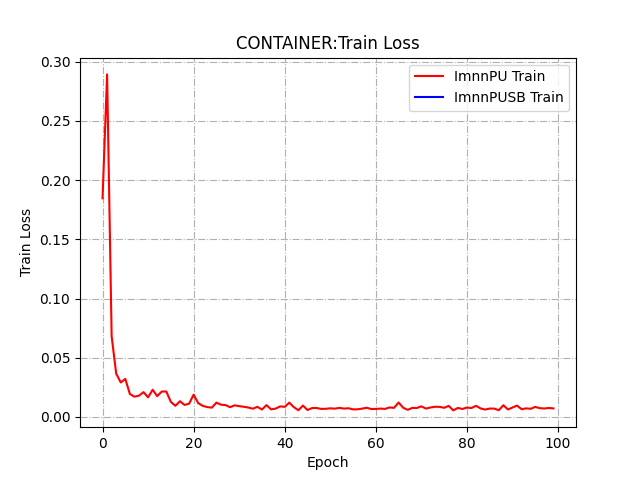 CONTAINER:Train Loss
ImnnPU Train
ImnnPUSB Train
0.30
0.25
0.20
0.15
0.10
0.05
0.00
Train Loss
0 20 40 60 80 100
Epoch